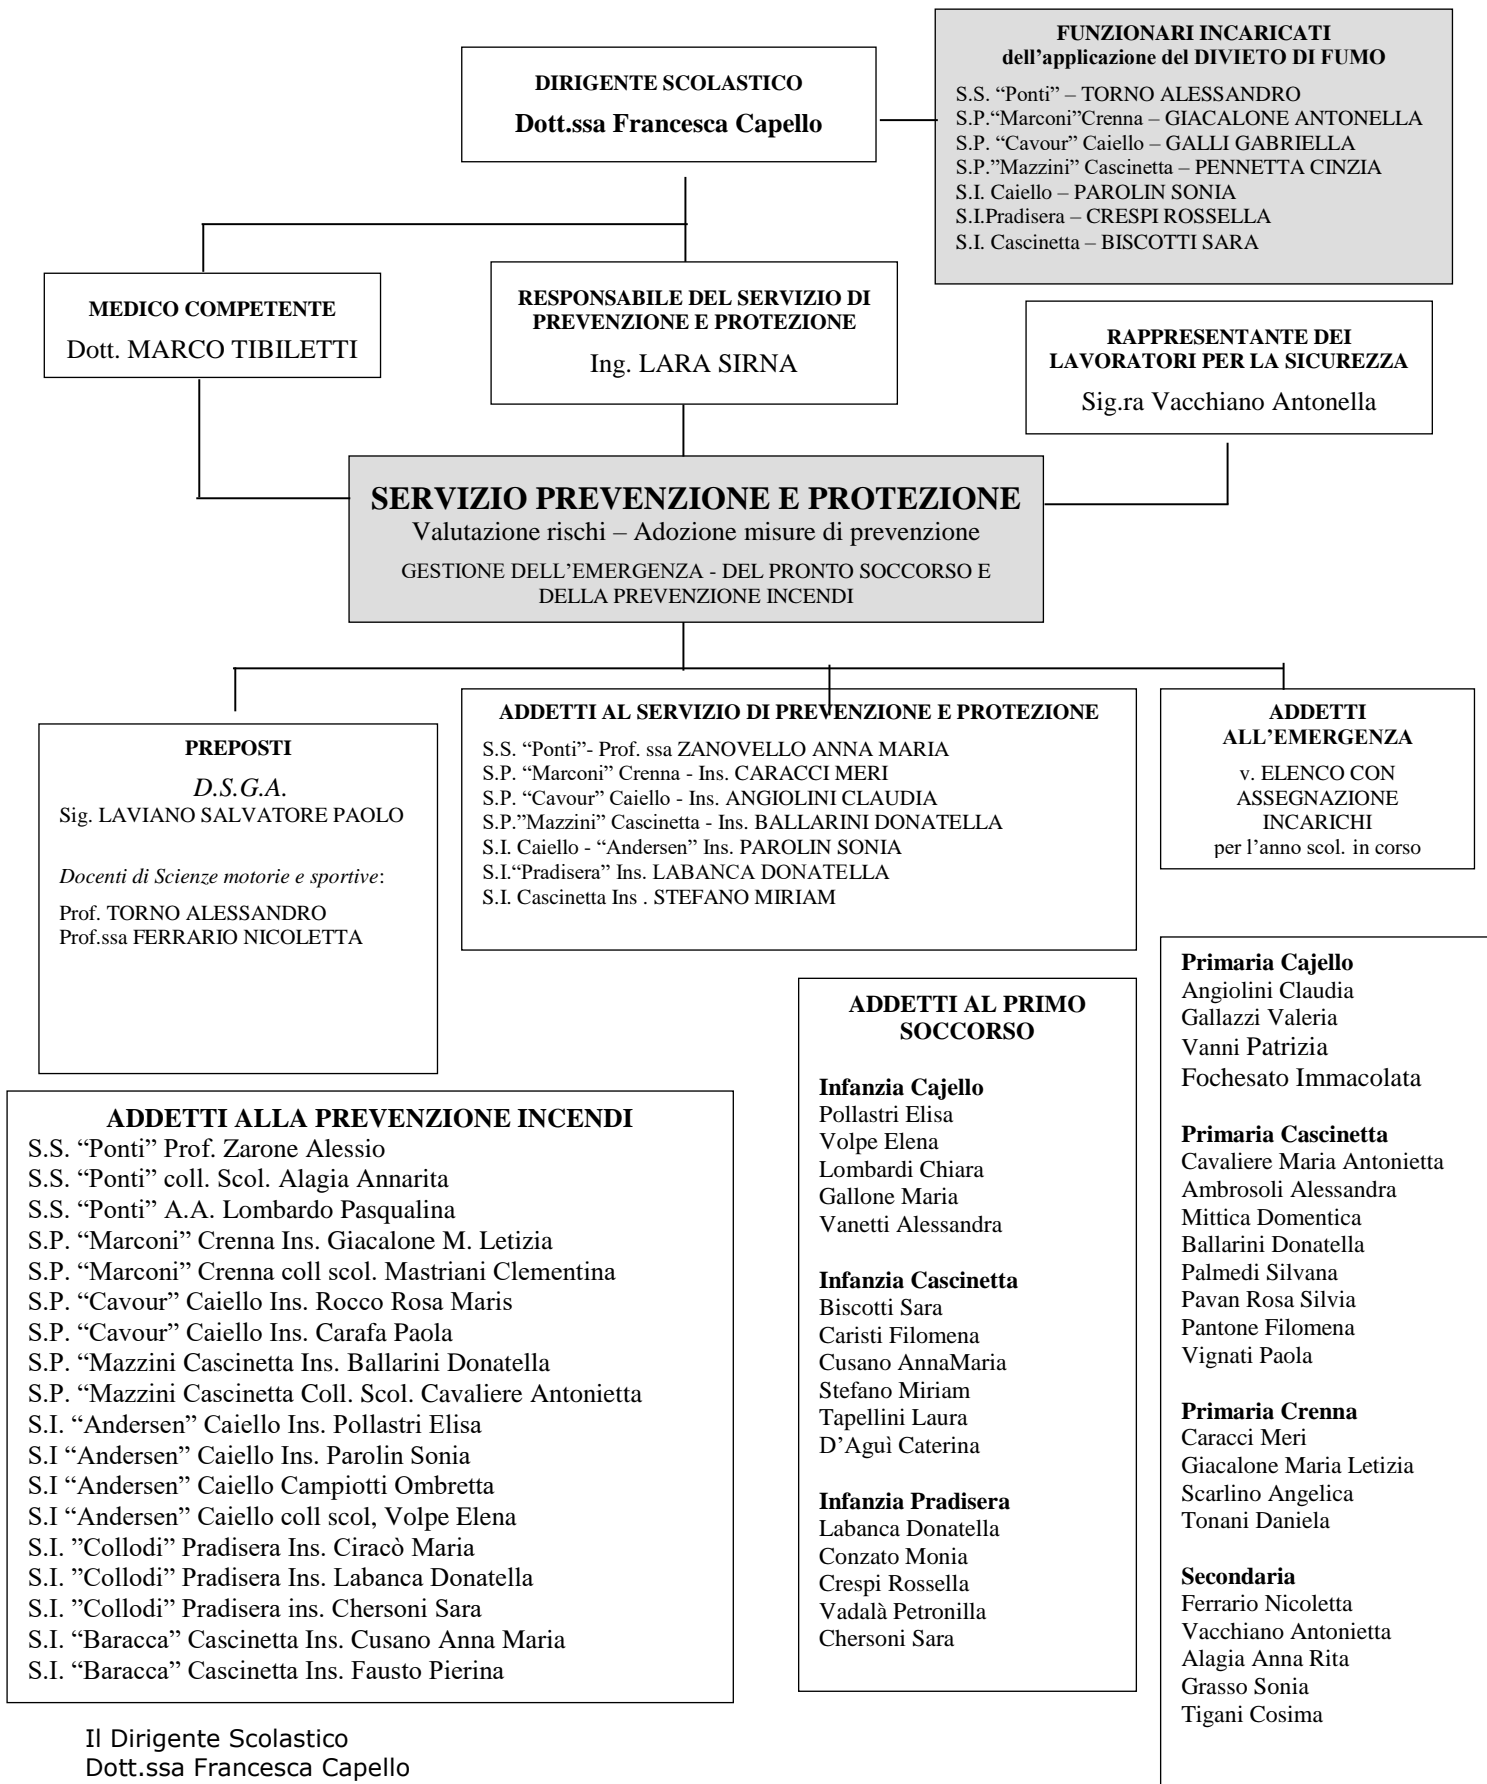 FUNZIONARI INCARICATI
dell’applicazione del DIVIETO DI FUMO
S.S. “Ponti” – TORNO ALESSANDRO
S.P.“Marconi”Crenna – GIACALONE ANTONELLA
S.P. “Cavour” Caiello – GALLI GABRIELLA
S.P.”Mazzini” Cascinetta – PENNETTA CINZIA
S.I. Caiello – PAROLIN SONIA
S.I.Pradisera – CRESPI ROSSELLA
S.I. Cascinetta – BISCOTTI SARA
DIRIGENTE SCOLASTICO
Dott.ssa Francesca Capello
MEDICO COMPETENTE
Dott. MARCO TIBILETTI
RESPONSABILE DEL SERVIZIO DI
PREVENZIONE E PROTEZIONE
Ing. LARA SIRNA
RAPPRESENTANTE DEI
LAVORATORI PER LA SICUREZZA
Sig.ra Vacchiano Antonella
SERVIZIO PREVENZIONE E PROTEZIONE
Valutazione rischi – Adozione misure di prevenzione
GESTIONE DELL’EMERGENZA - DEL PRONTO SOCCORSO E
DELLA PREVENZIONE INCENDI
PREPOSTI
D.S.G.A.
Sig. LAVIANO SALVATORE PAOLO
Docenti di Scienze motorie e sportive:
Prof. TORNO ALESSANDRO
Prof.ssa FERRARIO NICOLETTA
ADDETTI AL SERVIZIO DI PREVENZIONE E PROTEZIONE
S.S. “Ponti”- Prof. ssa ZANOVELLO ANNA MARIA
S.P. “Marconi” Crenna - Ins. CARACCI MERI
S.P. “Cavour” Caiello - Ins. ANGIOLINI CLAUDIA
S.P.”Mazzini” Cascinetta - Ins. BALLARINI DONATELLA
S.I. Caiello - “Andersen” Ins. PAROLIN SONIA
S.I.“Pradisera” Ins. LABANCA DONATELLA
S.I. Cascinetta Ins . STEFANO MIRIAM
ADDETTI
ALL’EMERGENZA
v. ELENCO CON
ASSEGNAZIONE
INCARICHI
per l’anno scol. in corso
ADDETTI ALLA PREVENZIONE INCENDI
S.S. “Ponti” Prof. Zarone Alessio
S.S. “Ponti” coll. Scol. Alagia Annarita
S.S. “Ponti” A.A. Lombardo Pasqualina
S.P. “Marconi” Crenna Ins. Giacalone M. Letizia
S.P. “Marconi” Crenna coll scol. Mastriani Clementina
S.P. “Cavour” Caiello Ins. Rocco Rosa Maris
S.P. “Cavour” Caiello Ins. Carafa Paola
S.P. “Mazzini Cascinetta Ins. Ballarini Donatella
S.P. “Mazzini Cascinetta Coll. Scol. Cavaliere Antonietta
S.I. “Andersen” Caiello Ins. Pollastri Elisa
S.I “Andersen” Caiello Ins. Parolin Sonia
S.I “Andersen” Caiello Campiotti Ombretta
S.I “Andersen” Caiello coll scol, Volpe Elena
S.I. ”Collodi” Pradisera Ins. Ciracò Maria
S.I. ”Collodi” Pradisera Ins. Labanca Donatella
S.I. ”Collodi” Pradisera ins. Chersoni Sara
S.I. “Baracca” Cascinetta Ins. Cusano Anna Maria
S.I. “Baracca” Cascinetta Ins. Fausto Pierina
ADDETTI AL PRIMO
SOCCORSO
Infanzia Cajello
Pollastri Elisa
Volpe Elena
Lombardi Chiara
Gallone Maria
Vanetti Alessandra
Infanzia Cascinetta
Biscotti Sara
Caristi Filomena
Cusano AnnaMaria
Stefano Miriam
Tapellini Laura
D’Aguì Caterina
Infanzia Pradisera
Labanca Donatella
Conzato Monia
Crespi Rossella
Vadalà Petronilla
Chersoni Sara
Primaria Cajello
Angiolini Claudia
Gallazzi Valeria
Vanni Patrizia
Fochesato Immacolata
Primaria Cascinetta
Cavaliere Maria Antonietta
Ambrosoli Alessandra
Mittica Domentica
Ballarini Donatella
Palmedi Silvana
Pavan Rosa Silvia
Pantone Filomena
Vignati Paola
Primaria Crenna
Caracci Meri
Giacalone Maria Letizia
Scarlino Angelica
Tonani Daniela
Secondaria
Ferrario Nicoletta
Vacchiano Antonietta
Alagia Anna Rita
Grasso Sonia
Tigani Cosima
Il Dirigente Scolastico
Dott.ssa Francesca Capello